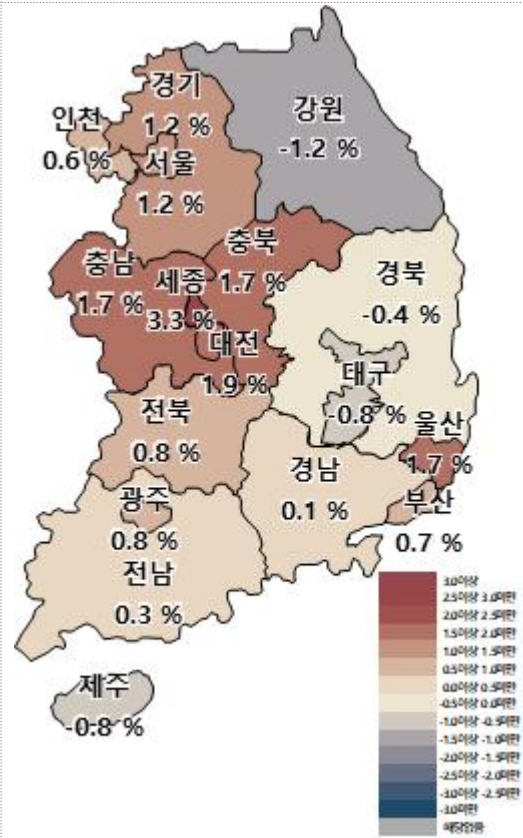 경기
1.2 %
강원
-1.2 %
인천
0.6 %
서울
1.2 %
충북
1.7 %
충남
1.7 %
세종
3.3 %
경북
-0.4 %
대전
1.9 %
대구
-0.8 %
전북
0.8 %
울산
1.7 %
경남
0.1 %
부산
0.7 %
광주
0.8 %
전남
0.3 %
제주
-0.8 %
3.0이상
2.5이상 3.0미만
2.0이상 2.5미만
1.5이상 2.0미만
1.0이상 1.5미만
0.5이상 1.0미만
0.0이상 0.5미만
-0.5이상 0.0미만
-1.0이상 -0.5미만
-1.5이상 -1.0미만
-2.0이상 -1.5미만
-2.5이상 -2.0미만
-3.0이상 -2.5미만
-3.0미만
해당없음